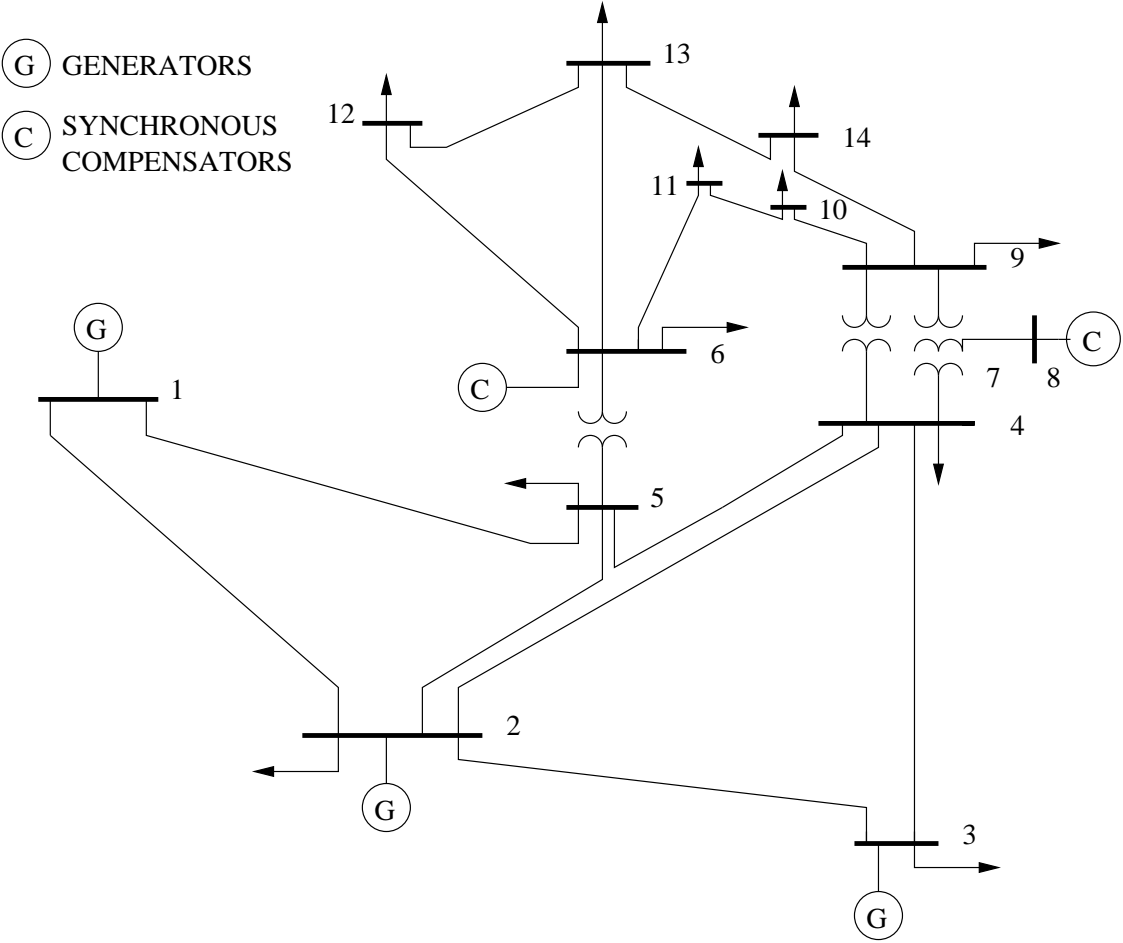 G GENERATORS
C SYNCHRONOUS
COMPENSATORS
13
12
14
11
10
9
G
6
C
7
8
C
1
4
5
2
G
3
G